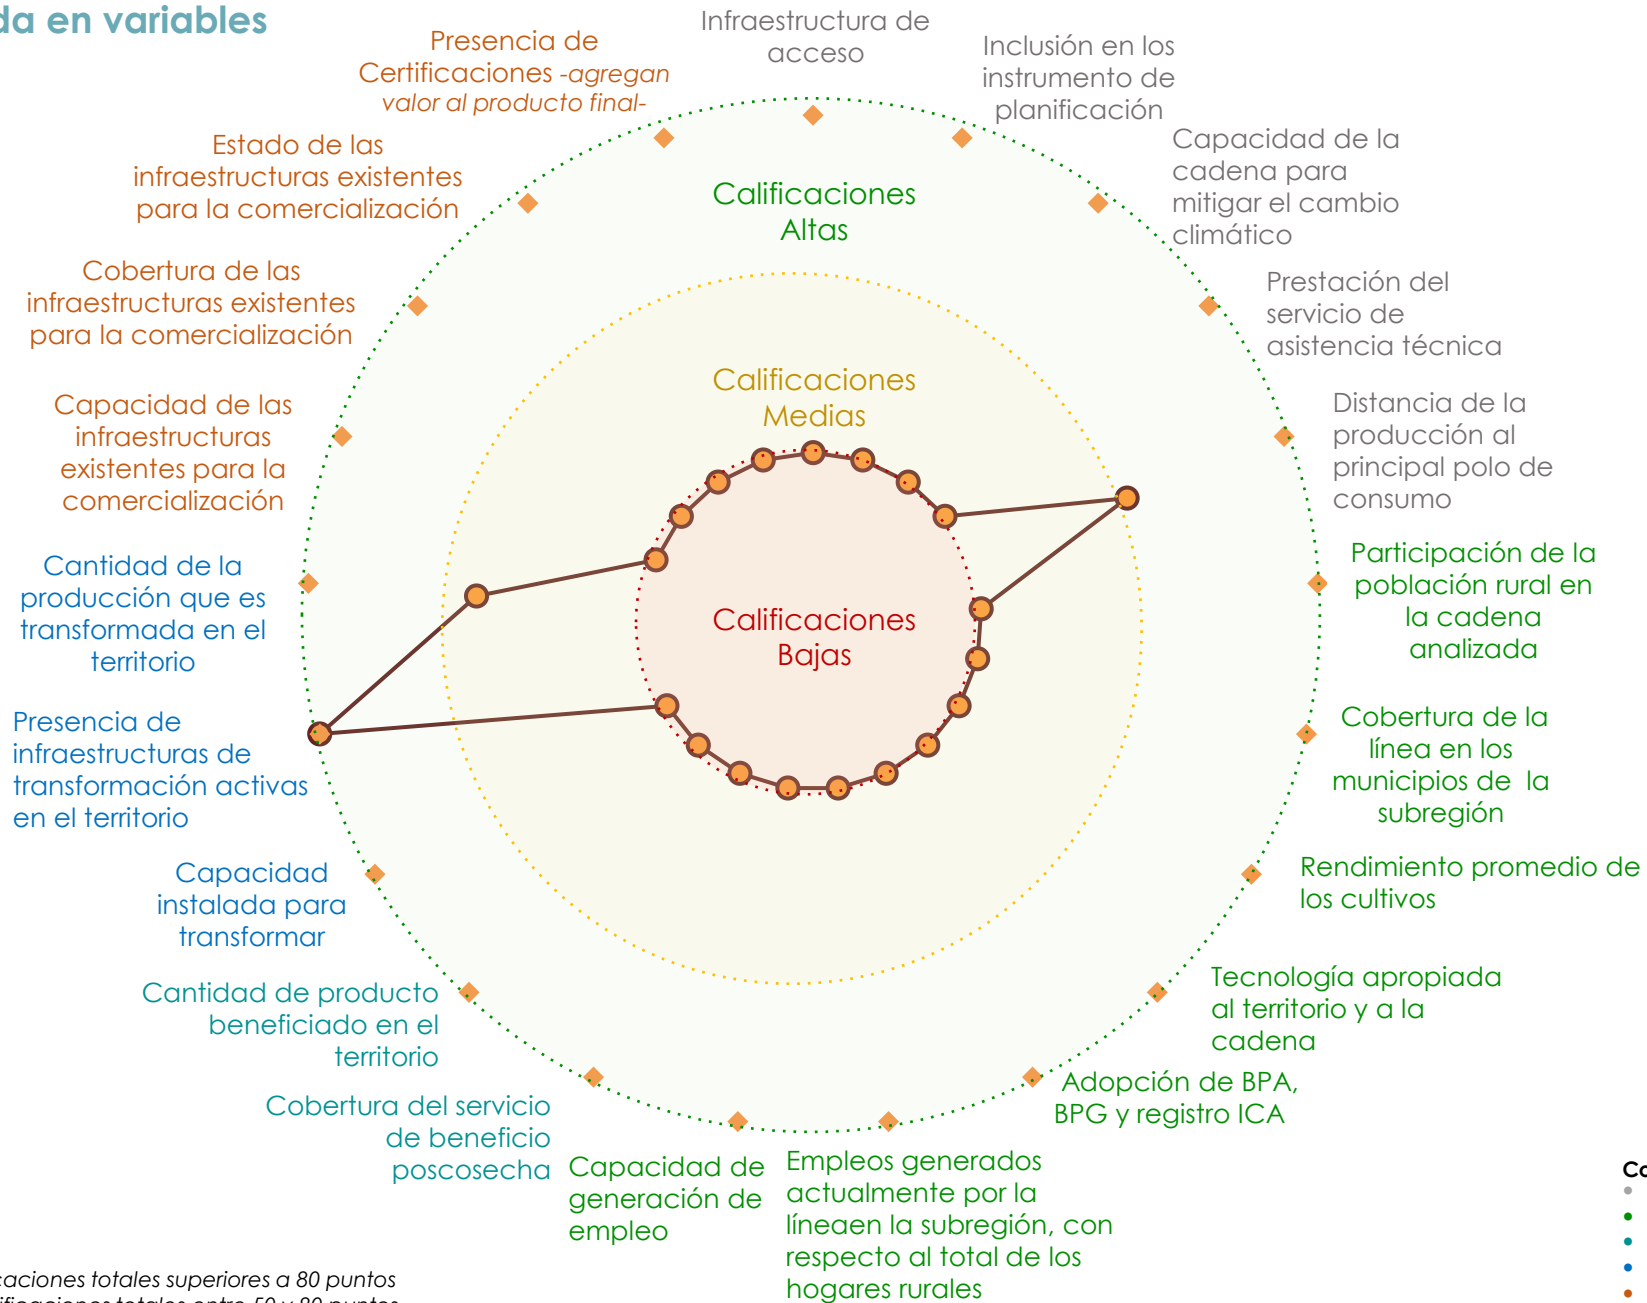 da en variables
Infraestructura de
acceso
Inclusión en los
instrumento de
planificación
Capacidad de la
cadena para
mitigar el cambio
climático
Prestación del
servicio de
asistencia técnica
Distancia de la
producción al
principal polo de
consumo
Participación de la
población rural en
la cadena
analizada
Cobertura de la
línea en los
municipios de  la
subregión
Rendimiento promedio de
los cultivos
Tecnología apropiada
al territorio y a la
cadena
Adopción de BPA,
BPG y registro ICA
Empleos generados
actualmente por la
líneaen la subregión, con
respecto al total de los
hogares rurales
Capacidad de
generación de
empleo
Cobertura del servicio
de beneficio
poscosecha
Cantidad de producto
beneficiado en el
territorio
Capacidad
instalada para
transformar
Presencia de
infraestructuras de
transformación activas
en el territorio
Cantidad de la
producción que es
transformada en el
territorio
Capacidad de las
infraestructuras
existentes para la
comercialización
Cobertura de las
infraestructuras existentes
para la comercialización
Estado de las
infraestructuras existentes
para la comercialización
Presencia de
Certificaciones -agregan
valor al producto final-
Calificaciones
Altas
Calificaciones
Medias
Calificaciones
Bajas
caciones totales superiores a 80 puntos
ificaciones totales entre 50 y 80 puntos